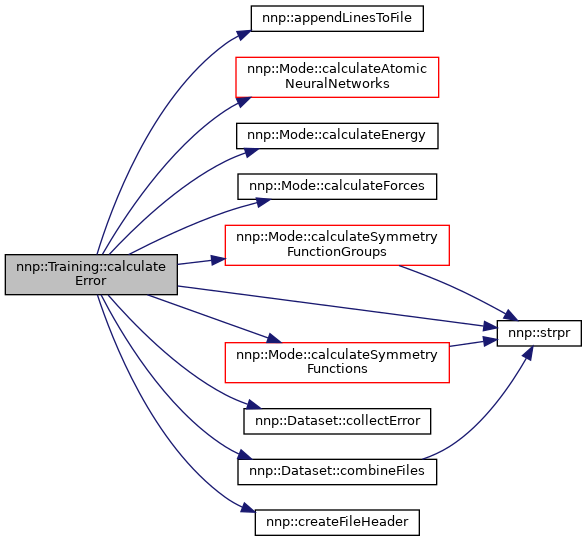 nnp::appendLinesToFile
nnp::Mode::calculateAtomic
NeuralNetworks
nnp::Mode::calculateEnergy
nnp::Mode::calculateForces
nnp::Mode::calculateSymmetry
FunctionGroups
nnp::Training::calculate
Error
nnp::strpr
nnp::Mode::calculateSymmetry
Functions
nnp::Dataset::collectError
nnp::Dataset::combineFiles
nnp::createFileHeader